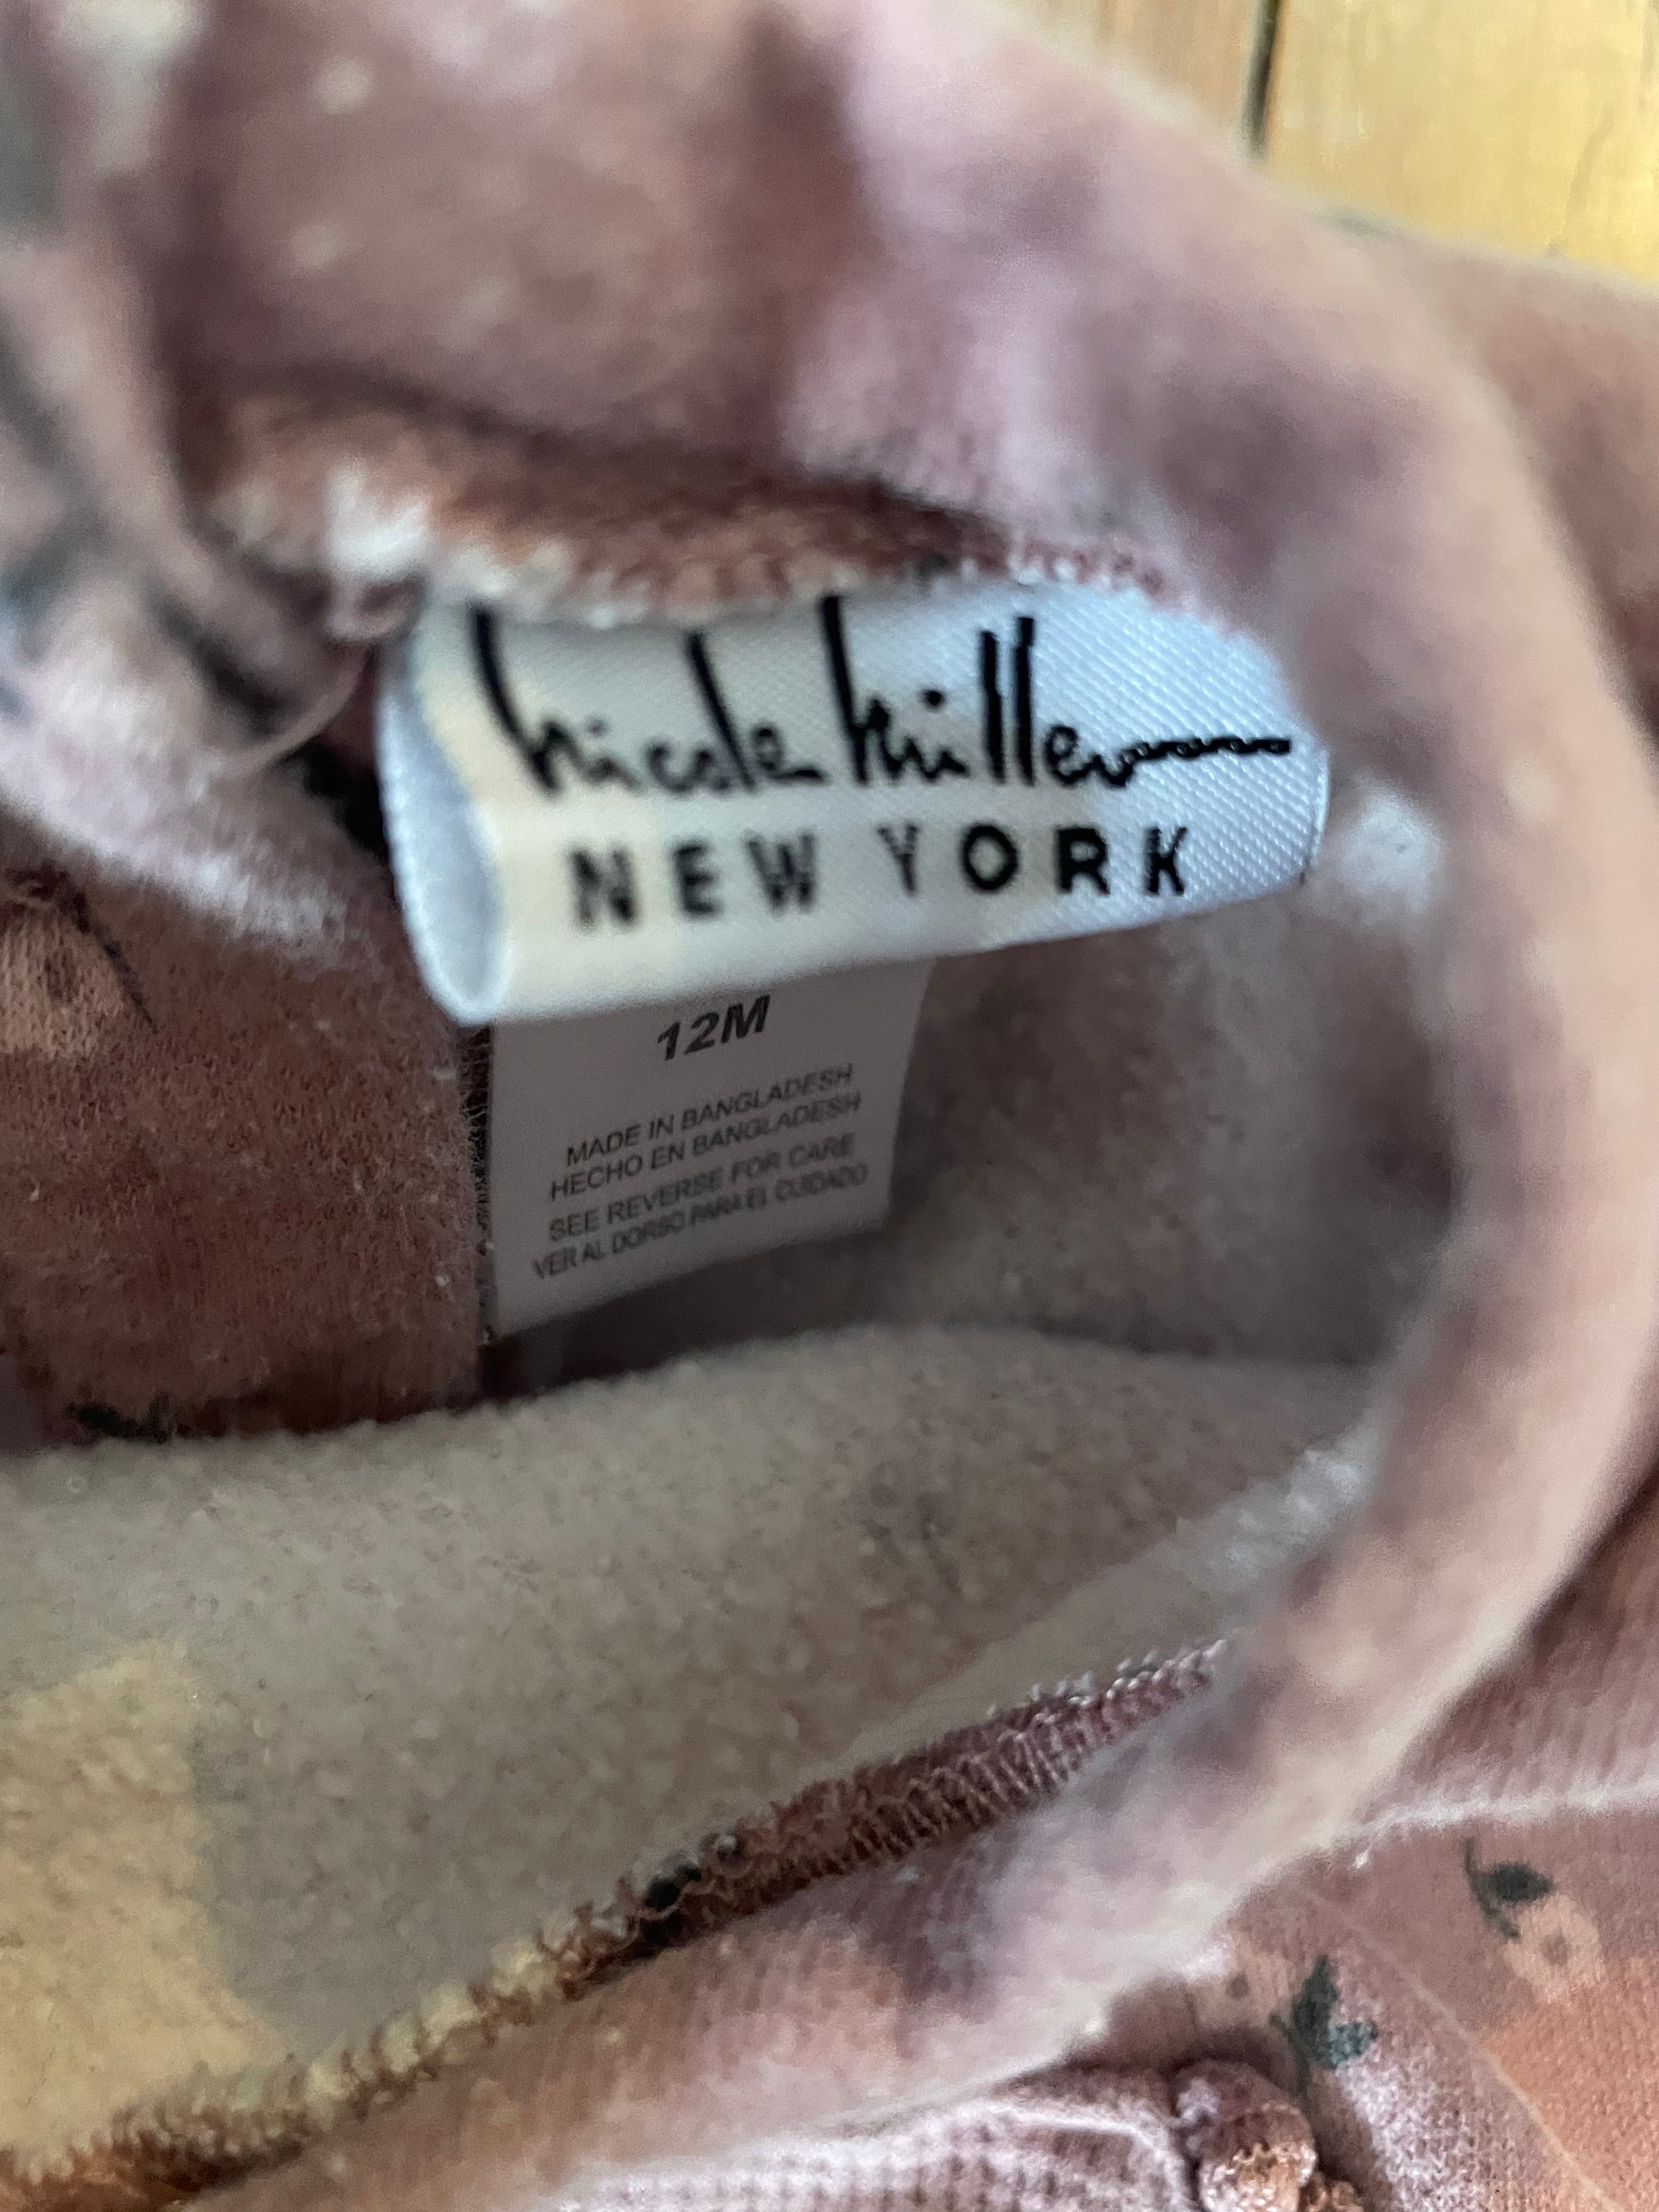 nicole miller
NEW YORK
12M
MADE IN BANGLADESH
HECHO EN BANGLADESH
SEE REVERSE FOR CARE
VER AL DORSO PARA EL CUIDADO